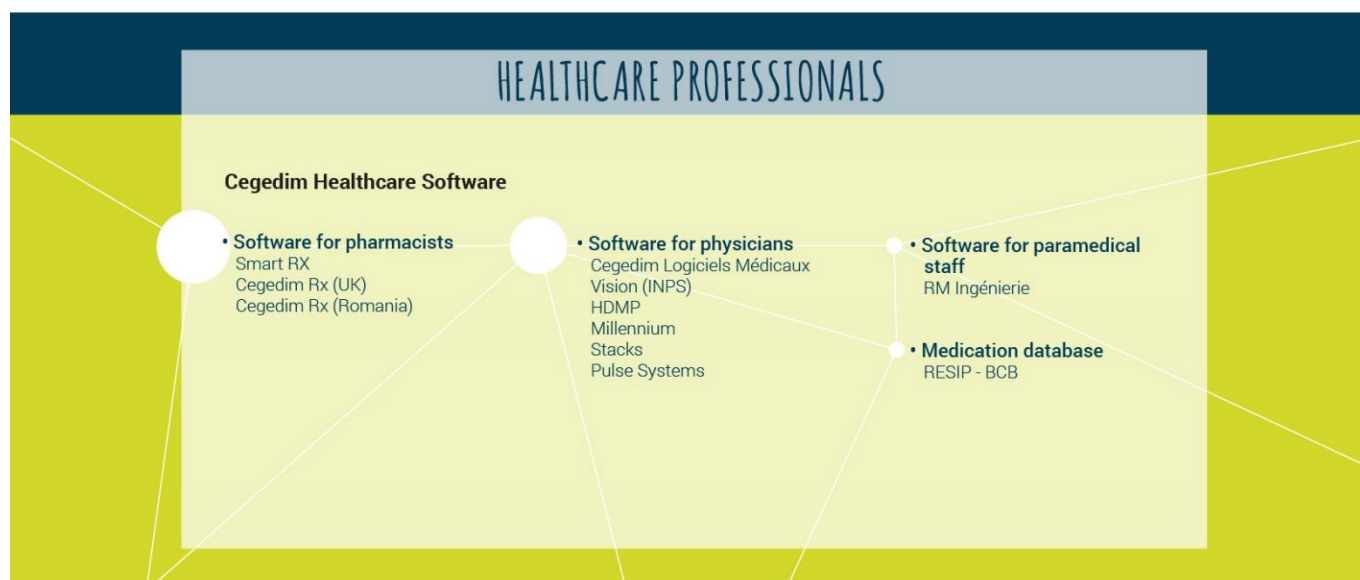 HEALTHCARE PROFESSIONALS
Cegedim Healthcare Software
• Software for pharmacists
Smart RX
Cegedim Rx (UK)
Cegedim Rx (Romania)
• Software for physicians
Cegedim Logiciels Médicaux
Vision (INPS)
HDMP
Millennium
Stacks
Pulse Systems
• Software for paramedical
staff
RM Ingénierie
• Medication database
RESIP - BCB